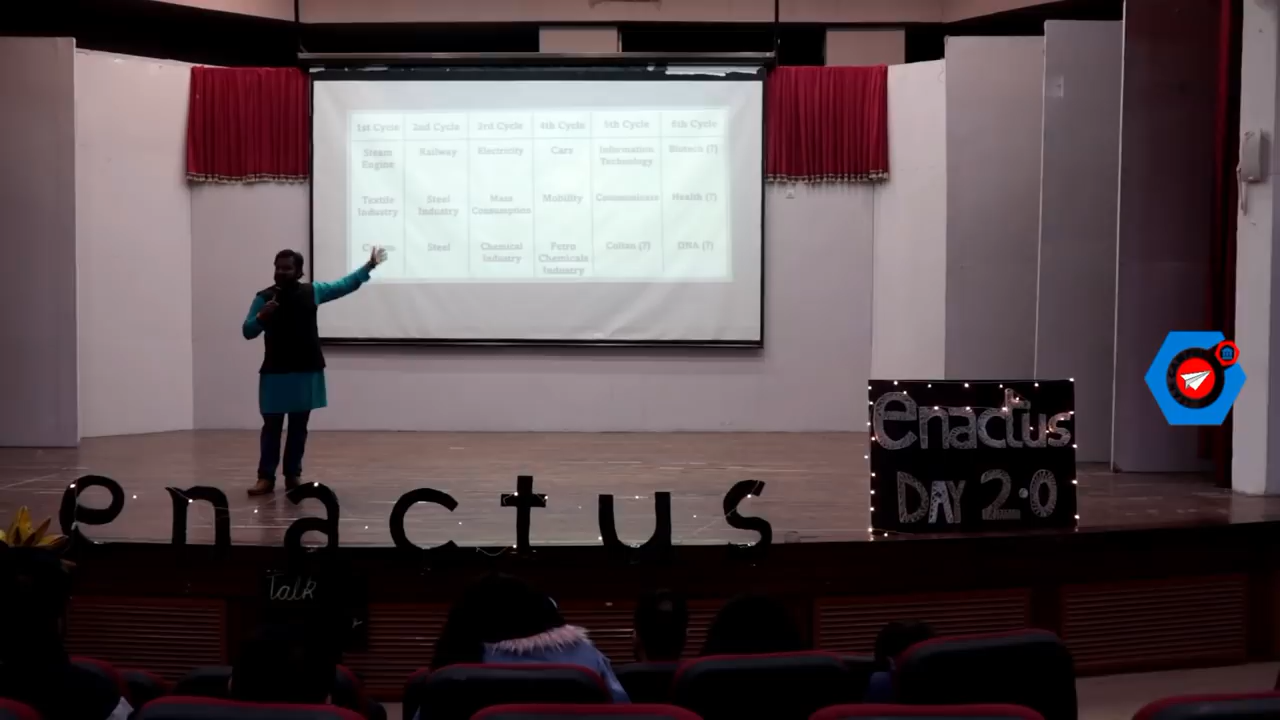 1st Cycle 2nd Cycle 3rd Cycle 4th Cycle 5th Cycle 6th Cycle
Steam Engine Railway Electricity Cars Information Technology Biotech (?)
Textile Industry Steel Industry Mass Consumption Mobility Communicate Health (?)
Steel Chemical Industry Petro Chemicals Industry Coltan (?) DNA (?)
enactus
DAY 2.0
enactus
Talk